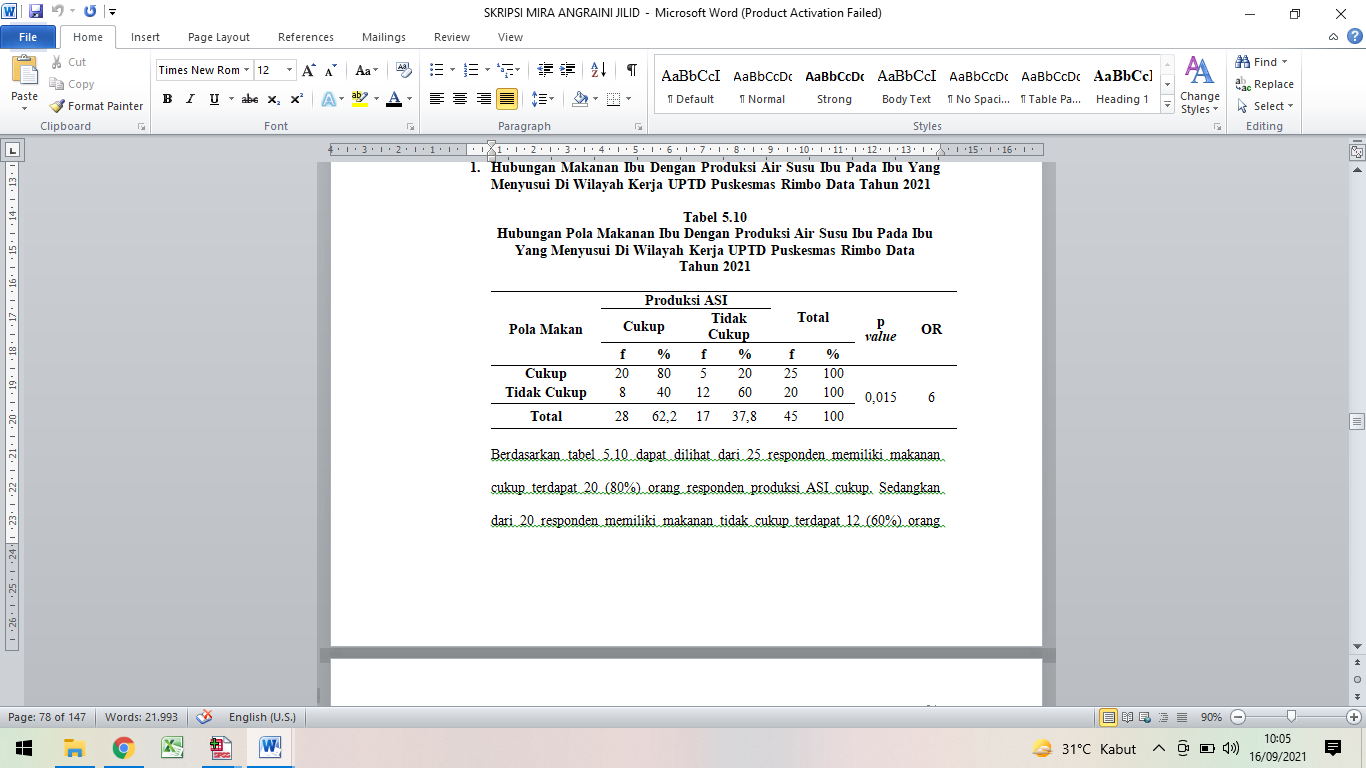 SKRIPSI MIRA ANGRAINI JILID - Microsoft Word (Product Activation Failed)
File Home Insert Page Layout References Mailings Review View
Paste
Cut
Copy
Format Painter
Clipboard
Times New Rom 12
Font
Paragraph
AaBbCcI AaBbCcDc AaBbCcDc AaBbCcI AaBbCcDc AaBbCcDc AaBbCcI
¶ Default ¶ Normal Strong Body Text ¶ No Spaci... ¶ Table Pa... Heading 1
Change Styles
Styles
Find
Replace
Select
Editing
1. Hubungan Makanan Ibu Dengan Produksi Air Susu Ibu Pada Ibu Yang
Menyusui Di Wilayah Kerja UPTD Puskesmas Rimbo Data Tahun 2021
Tabel 5.10
Hubungan Pola Makanan Ibu Dengan Produksi Air Susu Ibu Pada Ibu
Yang Menyusui Di Wilayah Kerja UPTD Puskesmas Rimbo Data
Tahun 2021
Pola Makan Produksi ASI Total p value OR
Cukup Tidak Cukup
f % f % f %
Cukup 20 80 5 20 25 100
Tidak Cukup 8 40 12 60 20 100
0,015 6
Total 28 62,2 17 37,8 45 100
Berdasarkan tabel 5.10 dapat dilihat dari 25 responden memiliki makanan
cukup terdapat 20 (80%) orang responden produksi ASI cukup. Sedangkan
dari 20 responden memiliki makanan tidak cukup terdapat 12 (60%) orang
Page: 78 of 147 Words: 21.993 English (U.S.) 90%
31°C Kabut 10:05
16/09/2021